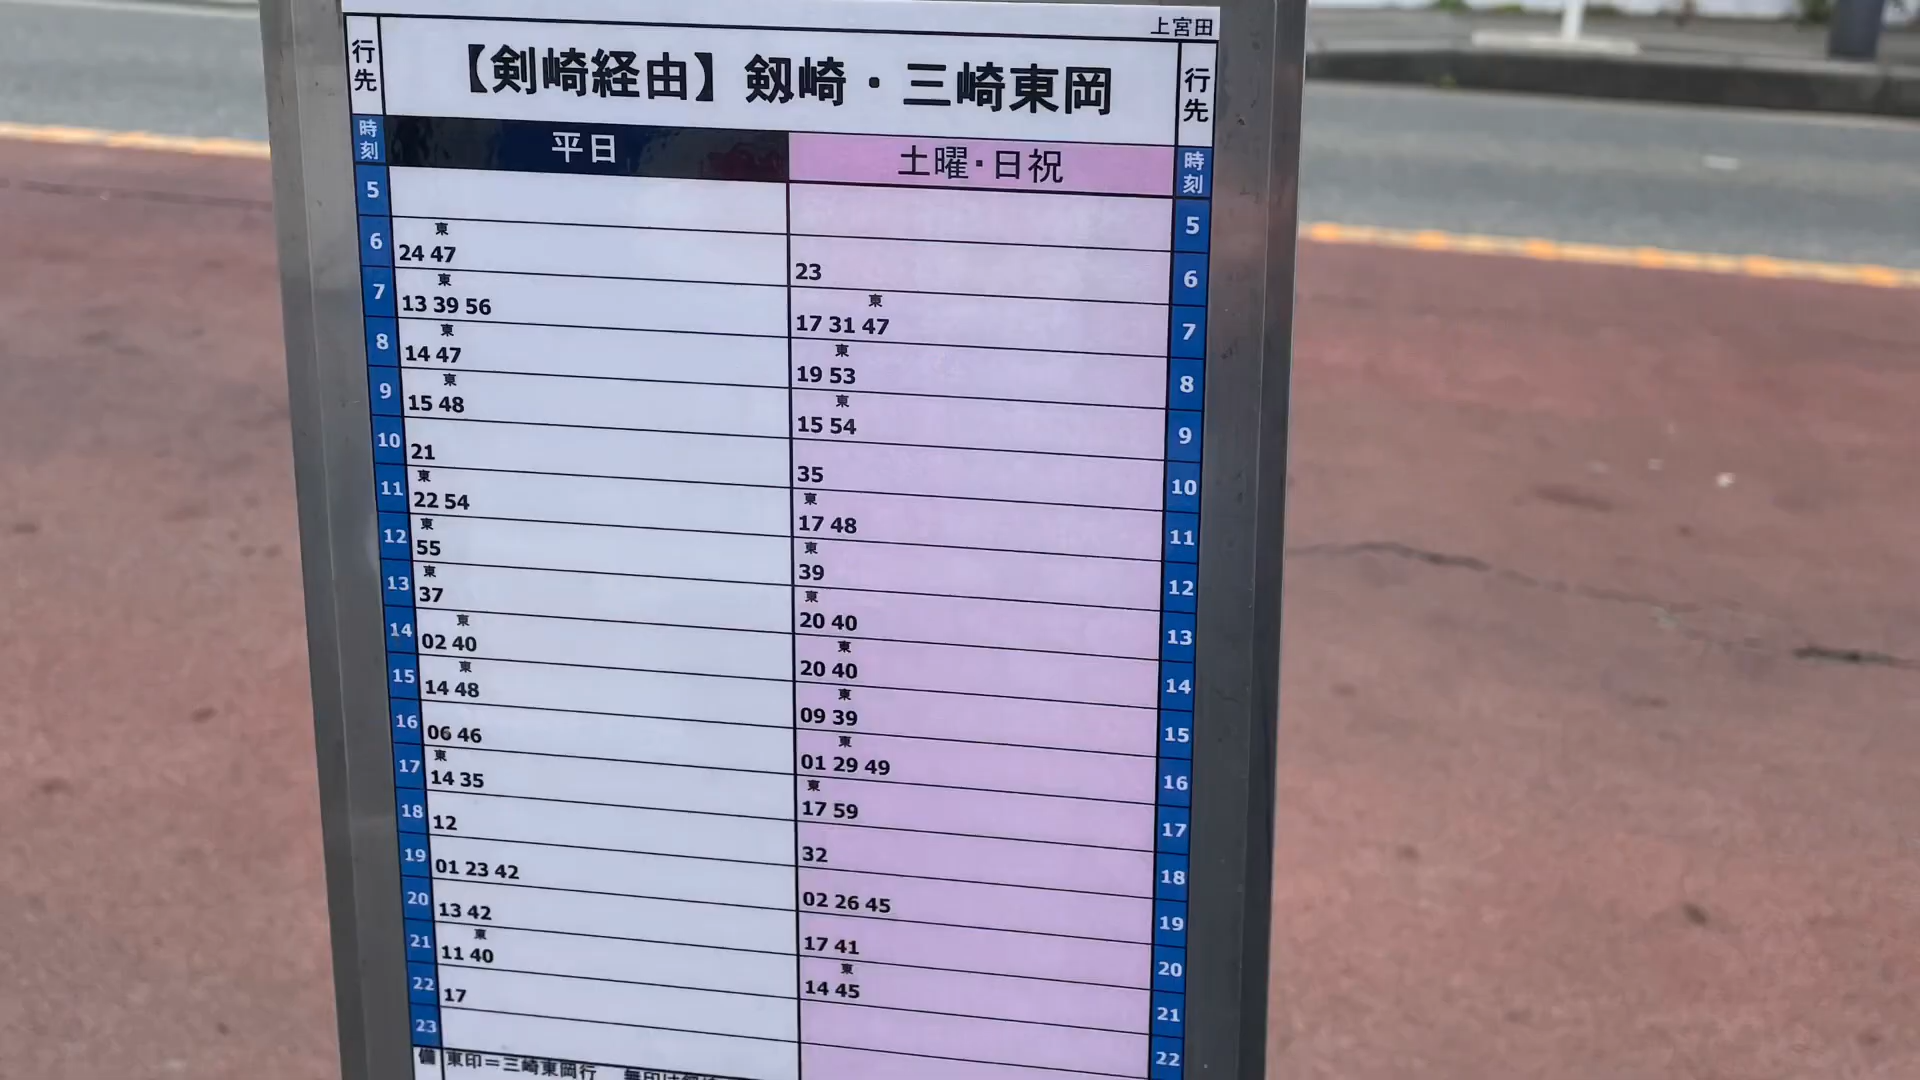 上宮田
行先 【剣崎経由】剱崎・三崎東岡 行先
時刻 平日 土曜・日祝 時刻
5 5
東
6 24 47 23 6
東 東
7 13 39 56 17 31 47 7
東 東
8 14 47 19 53 8
東 東
9 15 48 15 54 9
10 21 35 10
東 東
11 22 54 17 48 11
東 東
12 55 39 12
東 東
13 37 20 40 13
東 東
14 02 40 20 40 14
東 東
15 14 48 09 39 15
東
16 06 46 01 29 49 16
東 東
17 14 35 17 59 17
18 12 32 18
19 01 23 42 02 26 45 19
20 13 42 17 41 20
東 東
21 11 40 14 45 21
22 17 22
23
備 東印=三崎東岡行 無印は